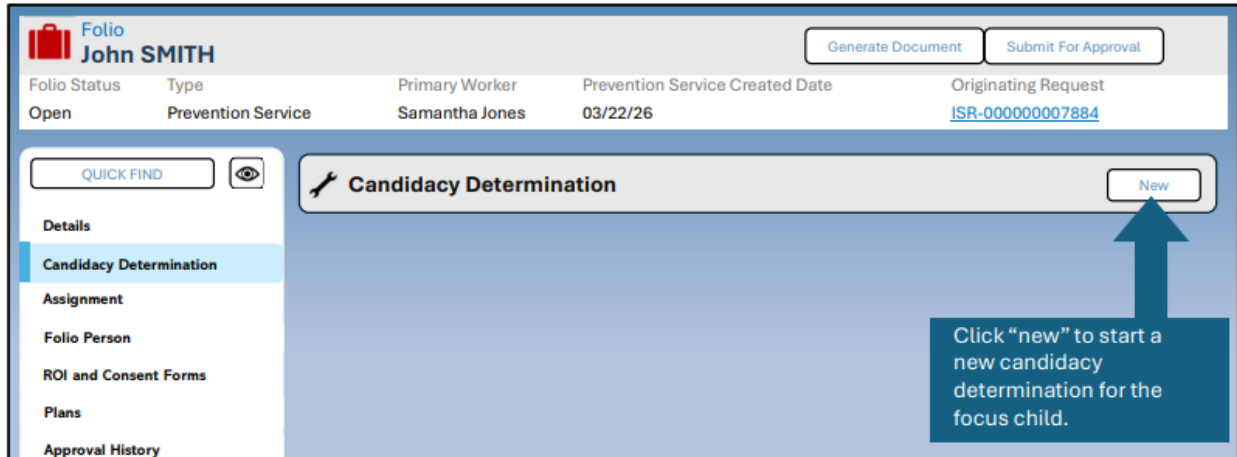 Folio
John SMITH
Generate Document
Submit For Approval
Folio Status Type Primary Worker Prevention Service Created Date Originating Request
Open Prevention Service Samantha Jones 03/22/26 ISR-000000007884
QUICK FIND
Candidacy Determination
New
Details
Candidacy Determination
Assignment
Folio Person
ROI and Consent Forms
Plans
Approval History
Click “new” to start a
new candidacy
determination for the
focus child.